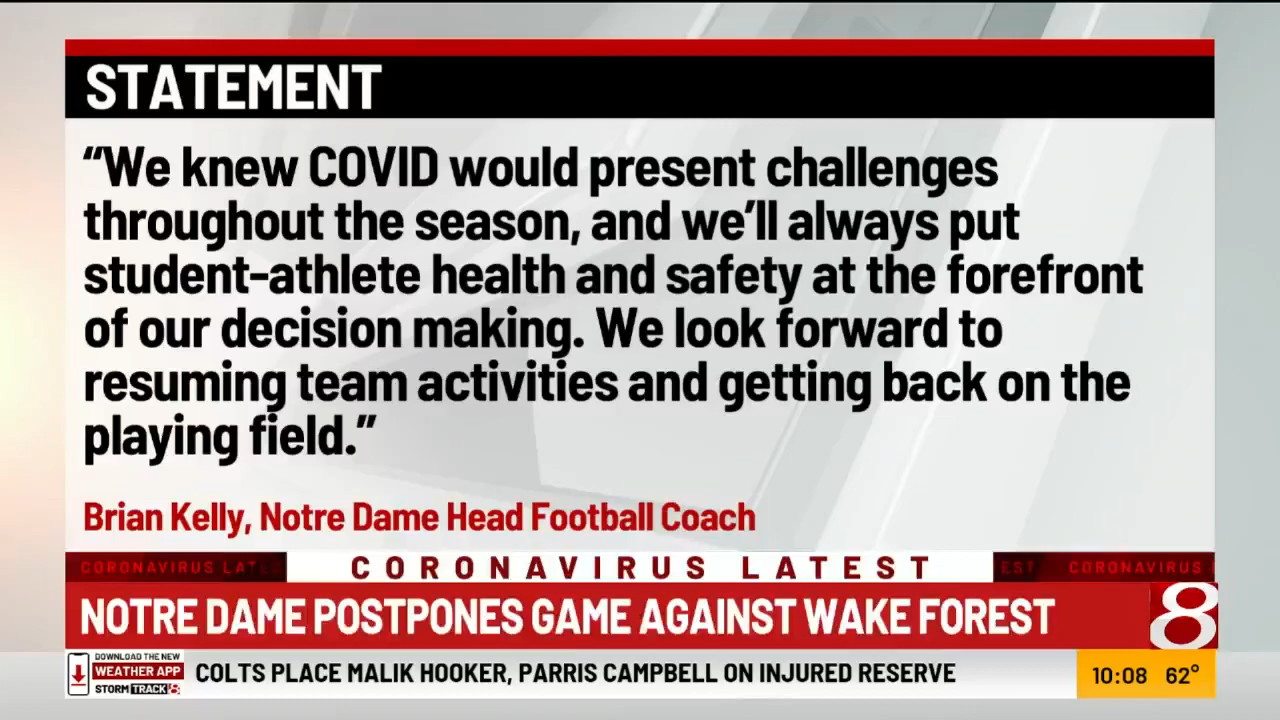 STATEMENT
“We knew COVID would present challenges
throughout the season, and we’ll always put
student-athlete health and safety at the forefront
of our decision making. We look forward to
resuming team activities and getting back on the
playing field.”
Brian Kelly, Notre Dame Head Football Coach
CORONAVIRUS LATEST CORONAVIRUS LATEST EST CORONAVIRUS
NOTRE DAME POSTPONES GAME AGAINST WAKE FOREST
8
DOWNLOAD THE NEW
WEATHER APP
STORM TRACK 8
COLTS PLACE MALIK HOOKER, PARRIS CAMPBELL ON INJURED RESERVE
10:08 62°